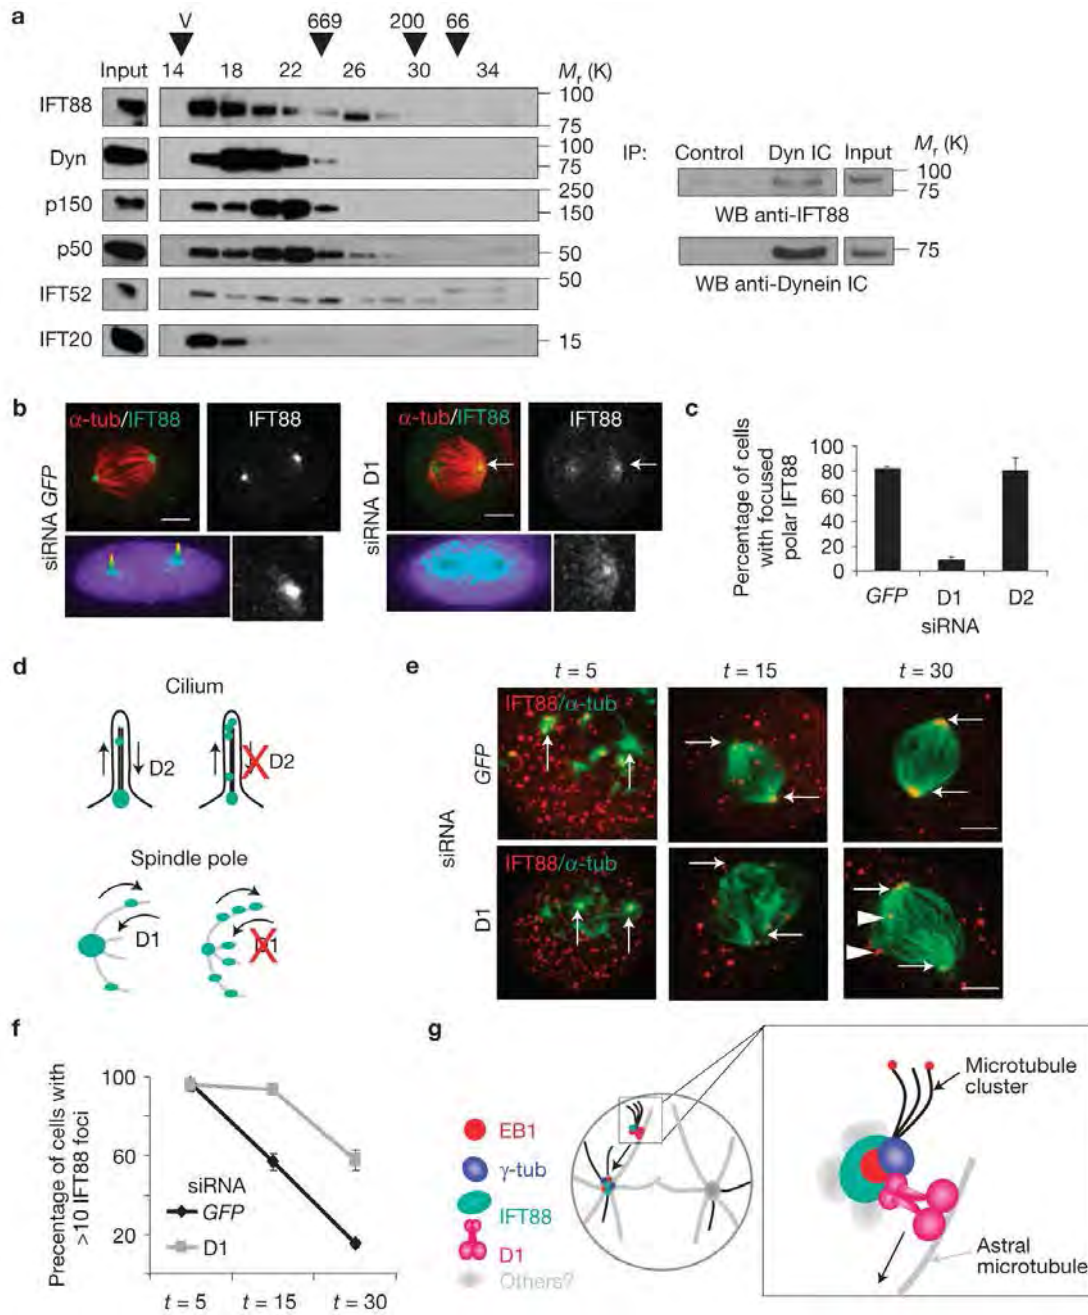 a
V 669 200 66
Input 14 18 22 26 30 34 Mr (K)
IFT88 100
75
Dyn 100
75
p150 250
150
p50 50
IFT52 50
IFT20 15
IP: Control Dyn IC Input Mr (K)
100
75
WB anti-IFT88
75
WB anti-Dynein IC
b
siRNA GFP
α-tub/IFT88 IFT88
siRNA D1
α-tub/IFT88 IFT88
c
Percentage of cells
with focused
polar IFT88
100
80
60
40
20
0
GFP D1 D2
siRNA
d
Cilium
D2 D2
Spindle pole
D1 D1
e
t = 5 t = 15 t = 30
siRNA
GFP
IFT88/α-tub
D1
IFT88/α-tub
f
Precentage of cells with
>10 IFT88 foci
100
60
20
siRNA
GFP
D1
t = 5 t = 15 t = 30
g
EB1
γ-tub
IFT88
D1
Others?
Microtubule
cluster
Astral
microtubule